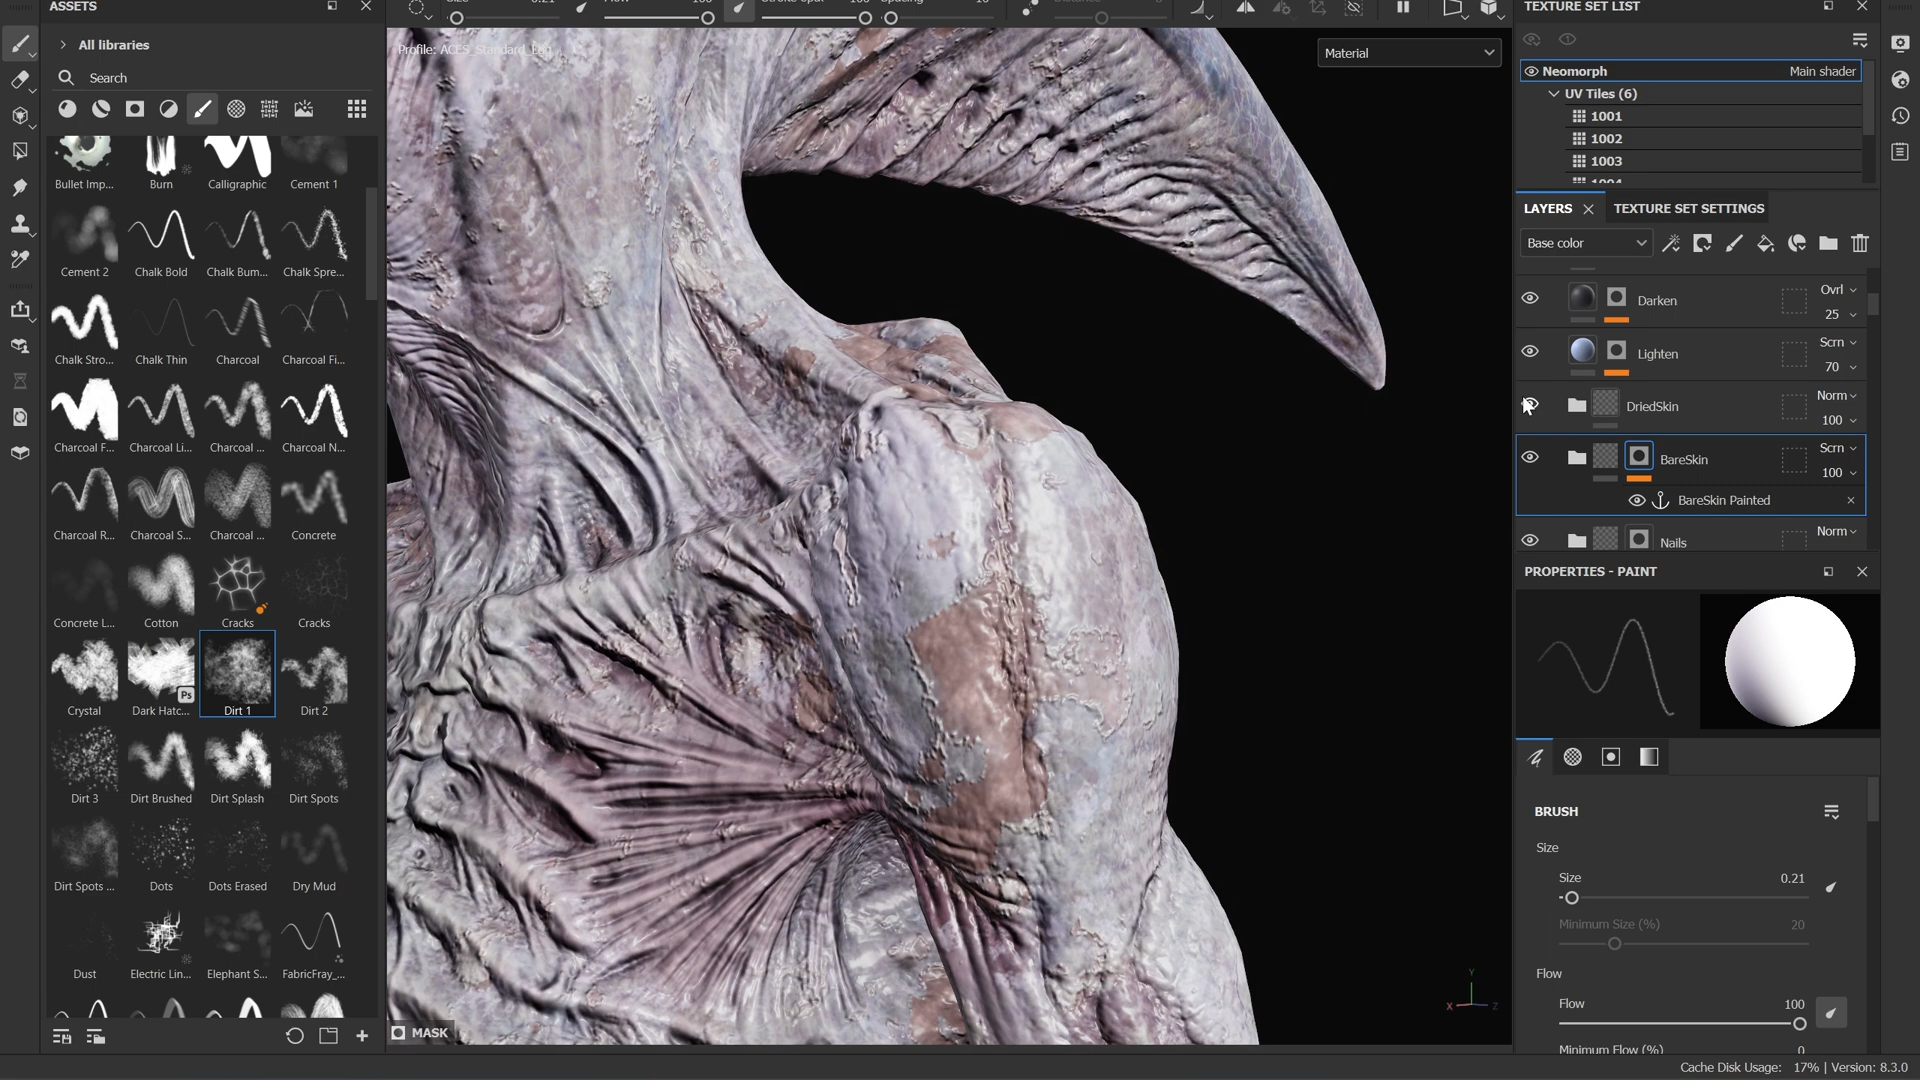 ASSETS
All libraries
Search
Bullet Imp...
Burn
Calligraphic
Cement 1
Cement 2
Chalk Bold
Chalk Bum...
Chalk Spre...
Chalk Stro...
Chalk Thin
Charcoal
Charcoal Fi...
Charcoal F...
Charcoal Li...
Charcoal ...
Charcoal N...
Charcoal R...
Charcoal S...
Charcoal ...
Concrete
Concrete L...
Cotton
Cracks
Cracks
Crystal
Ps
Dark Hatc...
Dirt 1
Dirt 2
Dirt 3
Dirt Brushed
Dirt Splash
Dirt Spots
Dirt Spots ...
Dots
Dots Erased
Dry Mud
Dust
Electric Lin...
Elephant S...
FabricFray_...
Profile: ACES_Standard_
Material
Y
X Z
MASK
TEXTURE SET LIST
Neomorph Main shader
UV Tiles (6)
1001
1002
1003
1004
LAYERS
TEXTURE SET SETTINGS
Base color
Darken
Ovrl
25
Lighten
Scrn
70
DriedSkin
Norm
100
BareSkin
Scrn
100
BareSkin Painted
Nails
Norm
PROPERTIES - PAINT
BRUSH
Size
Size 0.21
Minimum Size (%) 20
Flow
Flow 100
Minimum Flow (%) 0
Cache Disk Usage: 17% | Version: 8.3.0